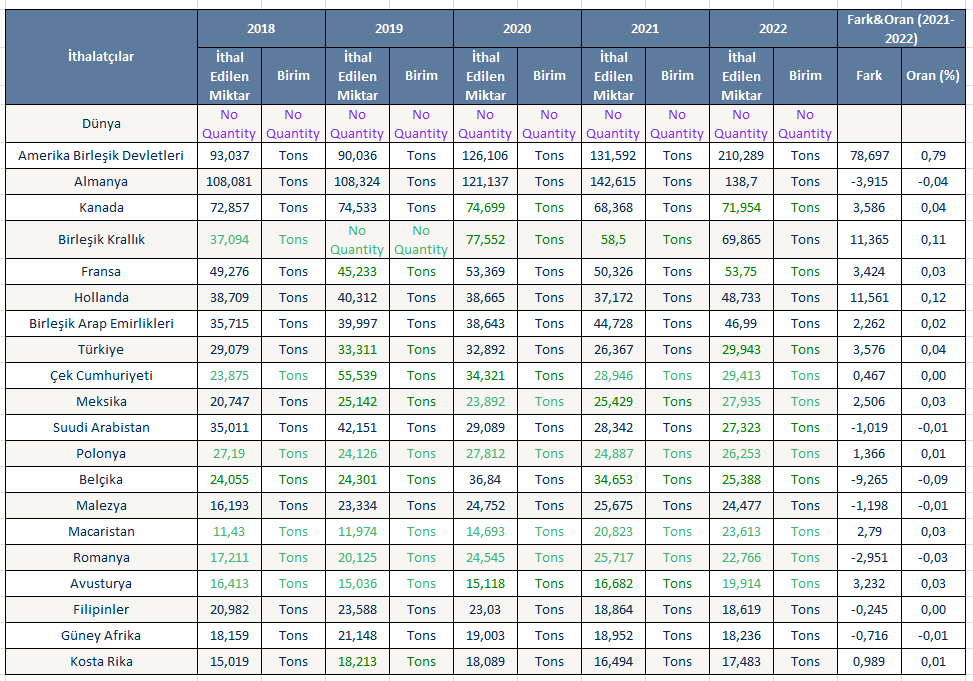 İthalatçılar 2018 2019 2020 2021 2022 Fark&Oran (2021-2022)
İthal Edilen Miktar Birim İthal Edilen Miktar Birim İthal Edilen Miktar Birim İthal Edilen Miktar Birim İthal Edilen Miktar Birim Fark Oran (%)
Dünya No Quantity No Quantity No Quantity No Quantity No Quantity No Quantity No Quantity No Quantity No Quantity No Quantity
Amerika Birleşik Devletleri 93,037 Tons 90,036 Tons 126,106 Tons 131,592 Tons 210,289 Tons 78,697 0,79
Almanya 108,081 Tons 108,324 Tons 121,137 Tons 142,615 Tons 138,7 Tons -3,915 -0,04
Kanada 72,857 Tons 74,533 Tons 74,699 Tons 68,368 Tons 71,954 Tons 3,586 0,04
Birleşik Krallık 37,094 Tons No Quantity No Quantity 77,552 Tons 58,5 Tons 69,865 Tons 11,365 0,11
Fransa 49,276 Tons 45,233 Tons 53,369 Tons 50,326 Tons 53,75 Tons 3,424 0,03
Hollanda 38,709 Tons 40,312 Tons 38,665 Tons 37,172 Tons 48,733 Tons 11,561 0,12
Birleşik Arap Emirlikleri 35,715 Tons 39,997 Tons 38,643 Tons 44,728 Tons 46,99 Tons 2,262 0,02
Türkiye 29,079 Tons 33,311 Tons 32,892 Tons 26,367 Tons 29,943 Tons 3,576 0,04
Çek Cumhuriyeti 23,875 Tons 55,539 Tons 34,321 Tons 28,946 Tons 29,413 Tons 0,467 0,00
Meksika 20,747 Tons 25,142 Tons 23,892 Tons 25,429 Tons 27,935 Tons 2,506 0,03
Suudi Arabistan 35,011 Tons 42,151 Tons 29,089 Tons 28,342 Tons 27,323 Tons -1,019 -0,01
Polonya 27,19 Tons 24,126 Tons 27,812 Tons 24,887 Tons 26,253 Tons 1,366 0,01
Belçika 24,055 Tons 24,301 Tons 36,84 Tons 34,653 Tons 25,388 Tons -9,265 -0,09
Malezya 16,193 Tons 23,334 Tons 24,752 Tons 25,675 Tons 24,477 Tons -1,198 -0,01
Macaristan 11,43 Tons 11,974 Tons 14,693 Tons 20,823 Tons 23,613 Tons 2,79 0,03
Romanya 17,211 Tons 20,125 Tons 24,545 Tons 25,717 Tons 22,766 Tons -2,951 -0,03
Avusturya 16,413 Tons 15,036 Tons 15,118 Tons 16,682 Tons 19,914 Tons 3,232 0,03
Filipinler 20,982 Tons 23,588 Tons 23,03 Tons 18,864 Tons 18,619 Tons -0,245 0,00
Güney Afrika 18,159 Tons 21,148 Tons 19,003 Tons 18,952 Tons 18,236 Tons -0,716 -0,01
Kosta Rika 15,019 Tons 18,213 Tons 18,089 Tons 16,494 Tons 17,483 Tons 0,989 0,01